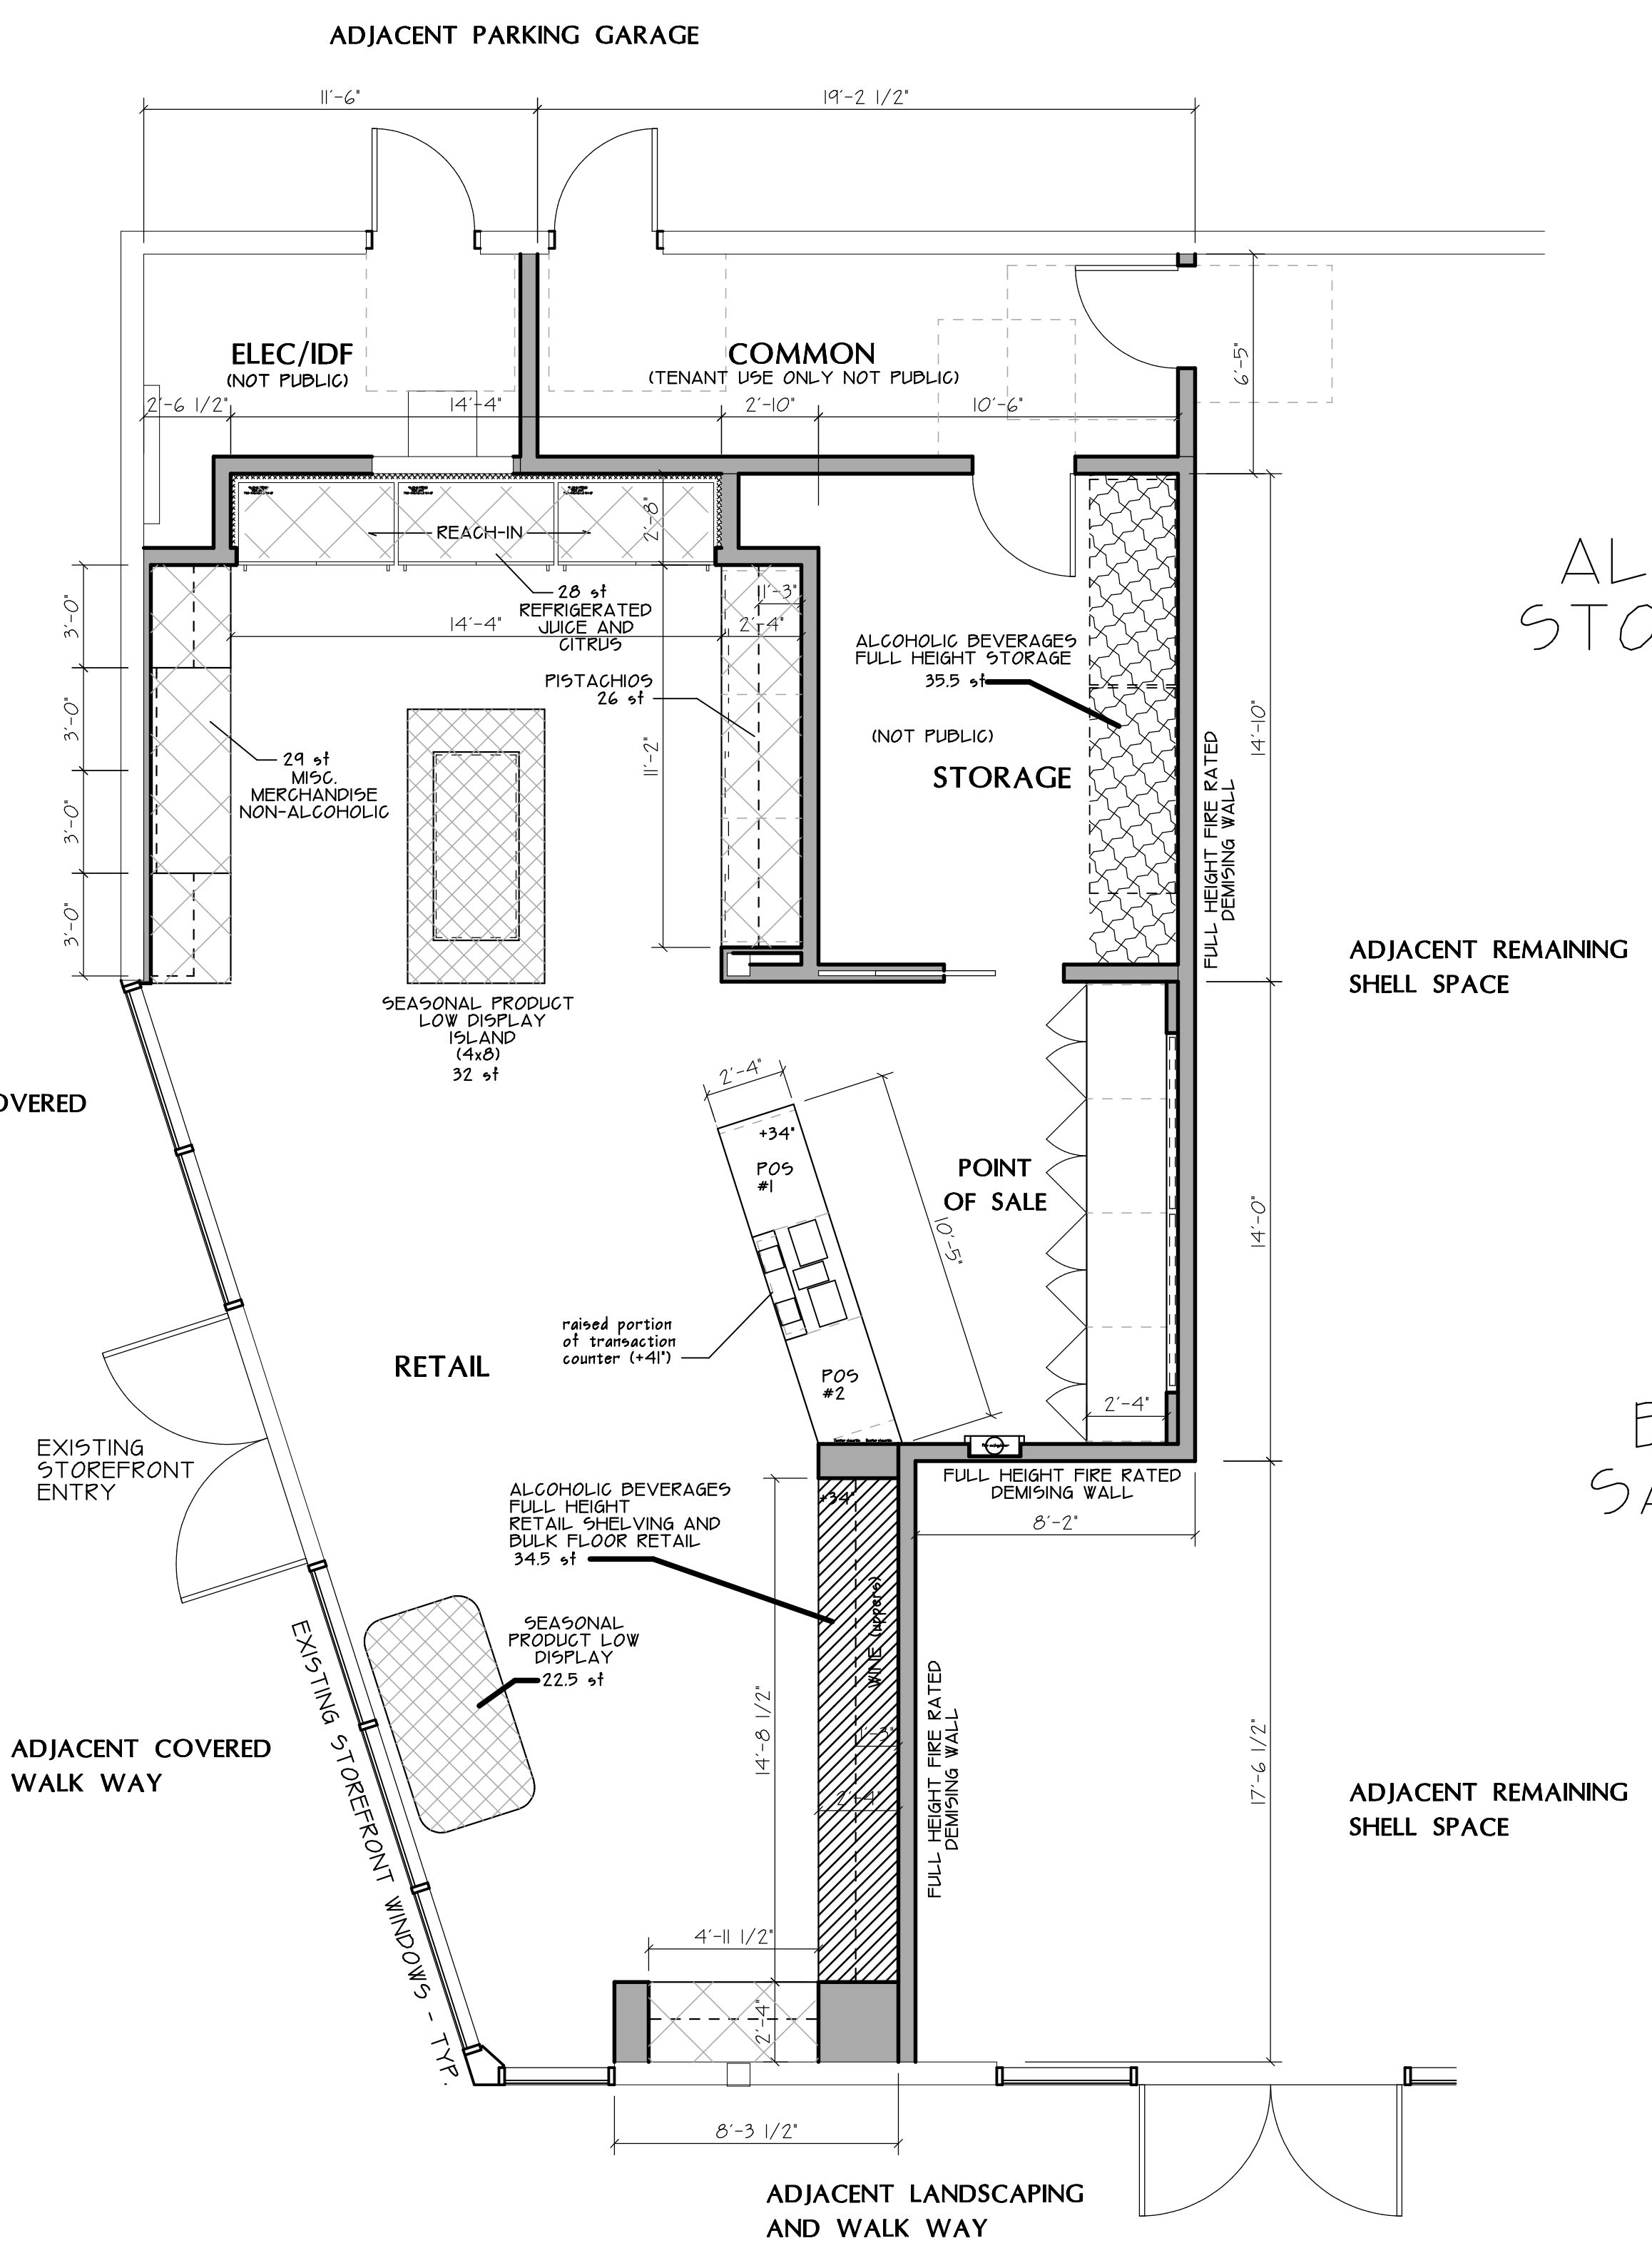 ADJACENT PARKING GARAGE
11'-6"
19'-2 1/2"
ELEC/IDF
(NOT PUBLIC)
COMMON
(TENANT USE ONLY NOT PUBLIC)
6'-5"
2'-6 1/2"
14'-4"
2'-10"
10'-6"
REACH-IN
2'-8"
28 sf
REFRIGERATED
JUICE AND
CITRUS
1'-3"
14'-4"
2'-4"
3'-0"
3'-0"
3'-0"
3'-0"
PISTACHIOS
26 sf
11'-2"
29 sf
MISC.
MERCHANDISE
NON-ALCOHOLIC
ALCOHOLIC BEVERAGES
FULL HEIGHT STORAGE
35.5 sf
(NOT PUBLIC)
STORAGE
FULL HEIGHT FIRE RATED
DEMISING WALL
14'-10"
AL
STO
ADJACENT REMAINING
SHELL SPACE
SEASONAL PRODUCT
LOW DISPLAY
ISLAND
(4x8)
32 sf
OVERED
2'-4"
+34"
POS
#1
10'-5"
POINT
OF SALE
14'-0"
raised portion
of transaction
counter (+41")
RETAIL
POS
#2
2'-4"
EXISTING
STOREFRONT
ENTRY
FULL HEIGHT FIRE RATED
DEMISING WALL
8'-2"
ALCOHOLIC BEVERAGES
FULL HEIGHT
RETAIL SHELVING AND
BULK FLOOR RETAIL
34.5 sf
+34"
WINE (uppers)
SEASONAL
PRODUCT LOW
DISPLAY
22.5 sf
EXISTING STOREFRONT WINDOWS - TYP.
14'-8 1/2"
1'-3"
2'-4"
FULL HEIGHT FIRE RATED
DEMISING WALL
17'-6 1/2"
ADJACENT COVERED
WALK WAY
ADJACENT REMAINING
SHELL SPACE
E
SA
4'-11 1/2"
2'-4"
8'-3 1/2"
ADJACENT LANDSCAPING
AND WALK WAY